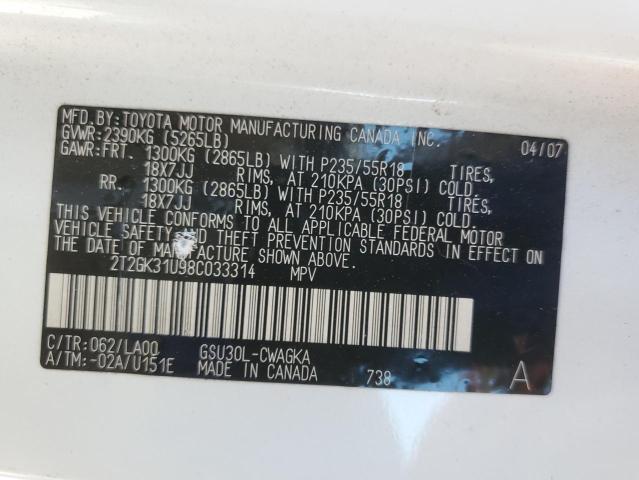 MFD. BY: TOYOTA MOTOR MANUFACTURING CANADA INC. 04/07
GVWR: 2390KG (5265LB)
GAWR: FRT. 1300KG (2865LB) WITH P235/55R18 TIRES,
18X7JJ RIMS, AT 210KPA (30PSI) COLD.
RR. 1300KG (2865LB) WITH P235/55R18 TIRES,
18X7JJ RIMS, AT 210KPA (30PSI) COLD.
THIS VEHICLE CONFORMS TO ALL APPLICABLE FEDERAL MOTOR
VEHICLE SAFETY AND THEFT PREVENTION STANDARDS IN EFFECT ON
THE DATE OF MANUFACTURE SHOWN ABOVE.
2T2GK31U98C033314 MPV
C/TR: 062/LA00 GSU30L-CWAGKA
A/TM: -02A/U151E MADE IN CANADA 738 A